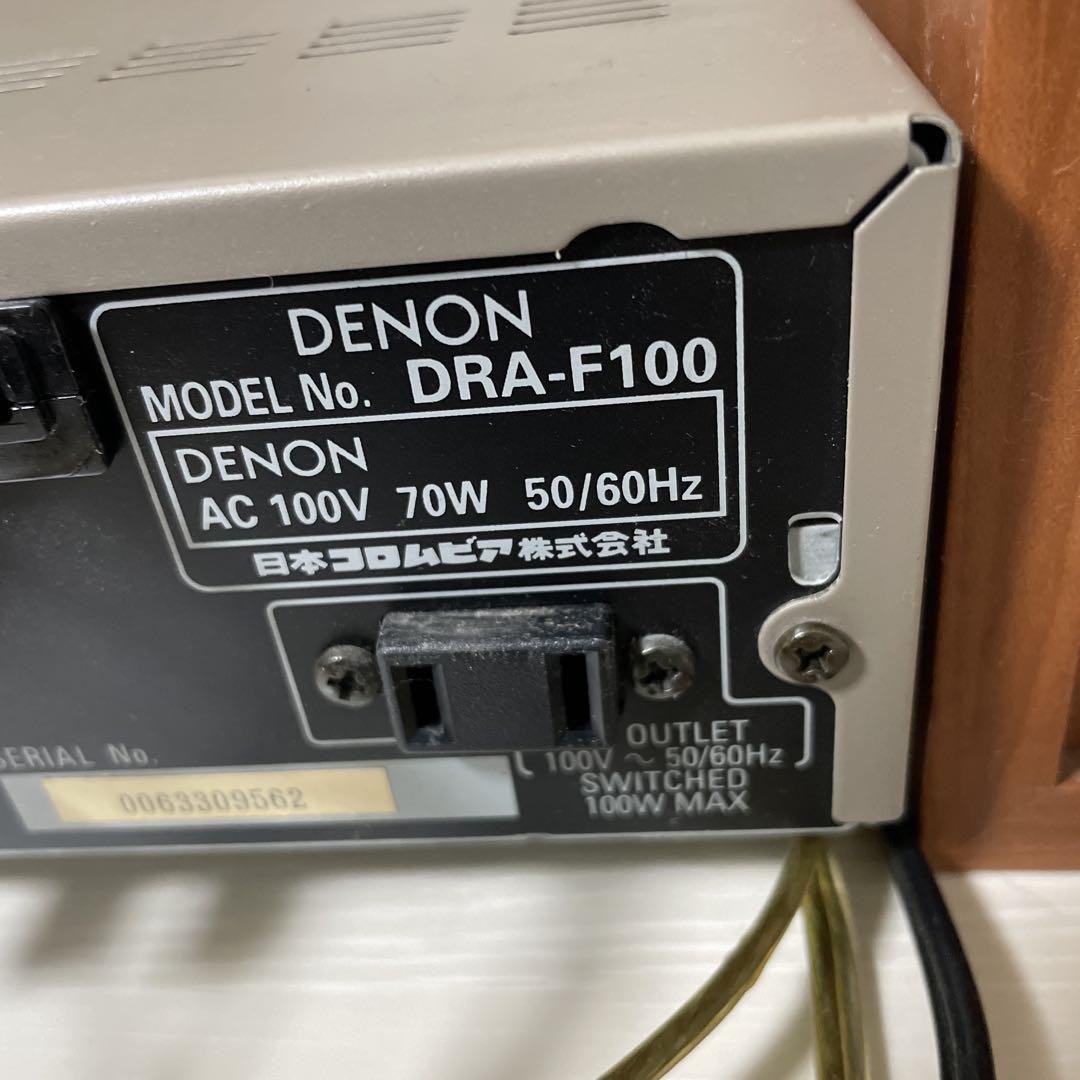 DENON
MODEL No. DRA-F100
DENON
AC 100V 70W 50/60Hz
日本コロムビア株式会社
OUTLET
100V ~ 50/60Hz
SWITCHED
100W MAX
SERIAL No.
0063309562